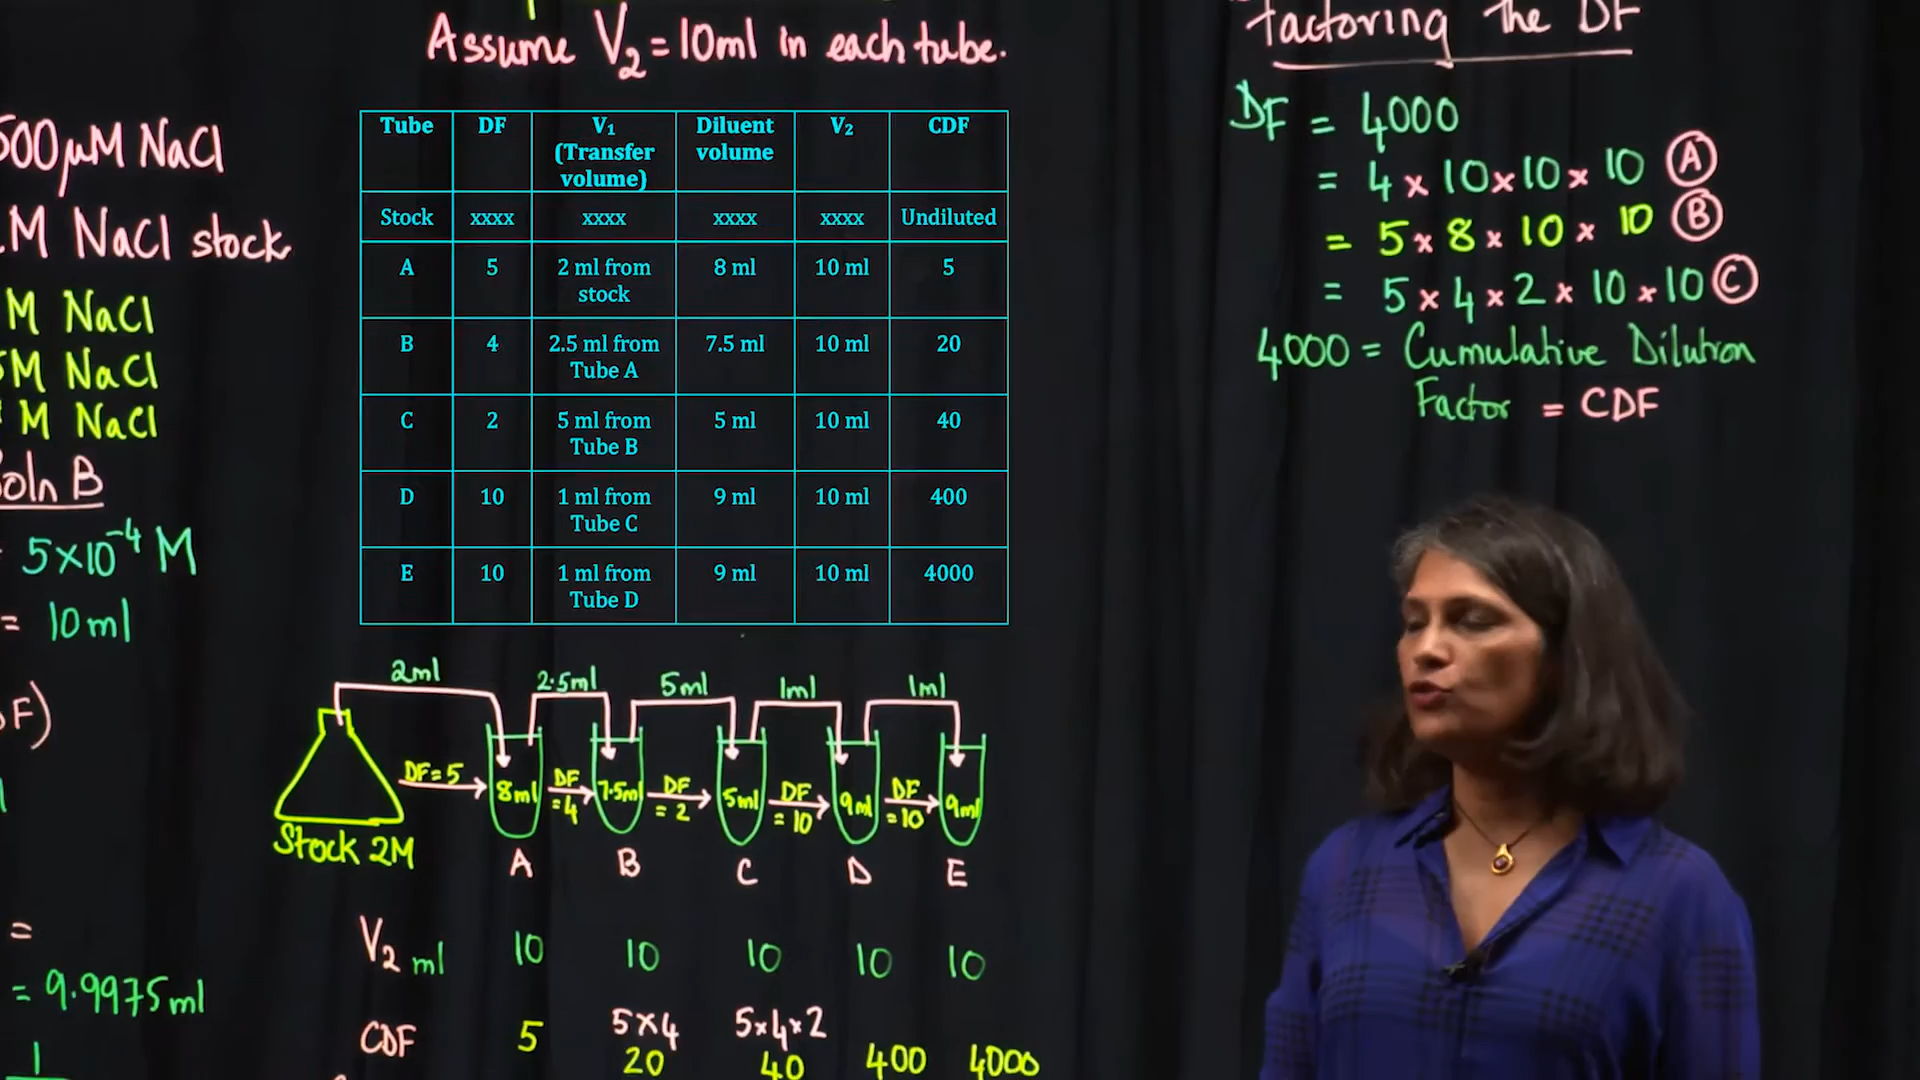 Assume V₂ = 10ml in each tube.
500µM NaCl
M NaCl stock
M NaCl
M NaCl
M NaCl
Soln B
5×10⁻⁴ M
= 10ml
F)
=
= 9.9975ml
1
Tube DF V₁ (Transfer volume) Diluent volume V₂ CDF
Stock xxxx xxxx xxxx xxxx Undiluted
A 5 2 ml from stock 8 ml 10 ml 5
B 4 2.5 ml from Tube A 7.5 ml 10 ml 20
C 2 5 ml from Tube B 5 ml 10 ml 40
D 10 1 ml from Tube C 9 ml 10 ml 400
E 10 1 ml from Tube D 9 ml 10 ml 4000
2ml 2.5ml 5ml 1ml 1ml
DF=5 8ml DF=4 7.5ml DF=2 5ml DF=10 9ml DF=10 9ml
Stock 2M A B C D E
V₂ ml 10 10 10 10 10
CDF 5 5×4 5×4×2
20 40 400 4000
Factoring the DF
DF = 4000
= 4 × 10 × 10 × 10 Ⓐ
= 5 × 8 × 10 × 10 Ⓑ
= 5 × 4 × 2 × 10 × 10 Ⓒ
4000 = Cumulative Dilution
Factor = CDF